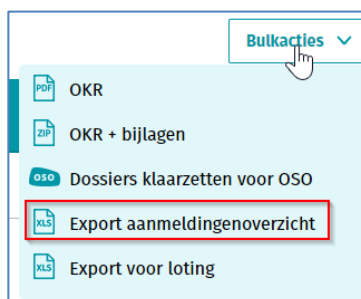 Bulkacties
PDF OKR
ZIP OKR + bijlagen
OSO Dossiers klaarzetten voor OSO
XLS Export aanmeldingenoverzicht
XLS Export voor loting